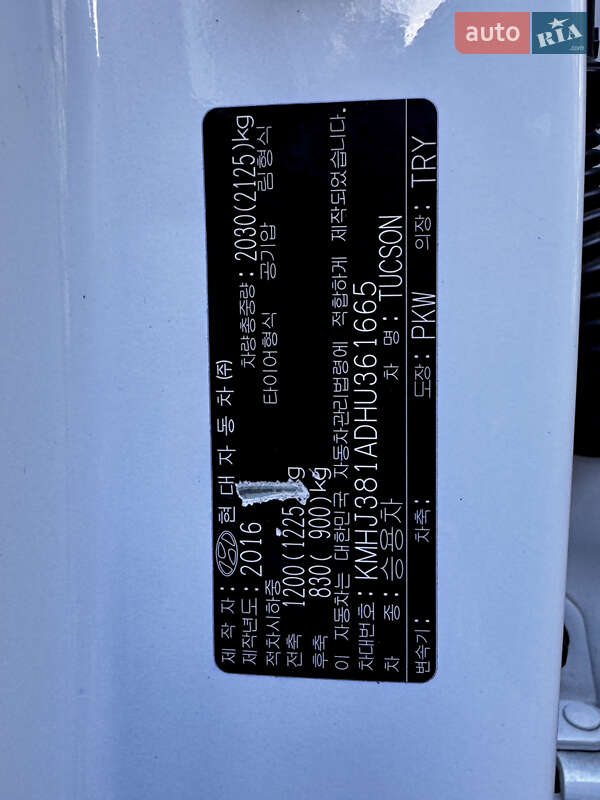 auto RIA .com
제 작 자 : 현 대 자 동 차 (주)
제작년도 : 2016 차량총중량 : 2030(2125)kg
적차시하중 타이어형식 공기압 림형식
전축 1200(1225)kg
후축 830( 900)kg
이 자동차는 대한민국 자동차관리법령에 적합하게 제작되었습니다.
차대번호 : KMHJ381ADHU361665
차 종 : 승용차 차 명 : TUCSON
변속기 : 차축 : 도장 : PKW 의장 : TRY